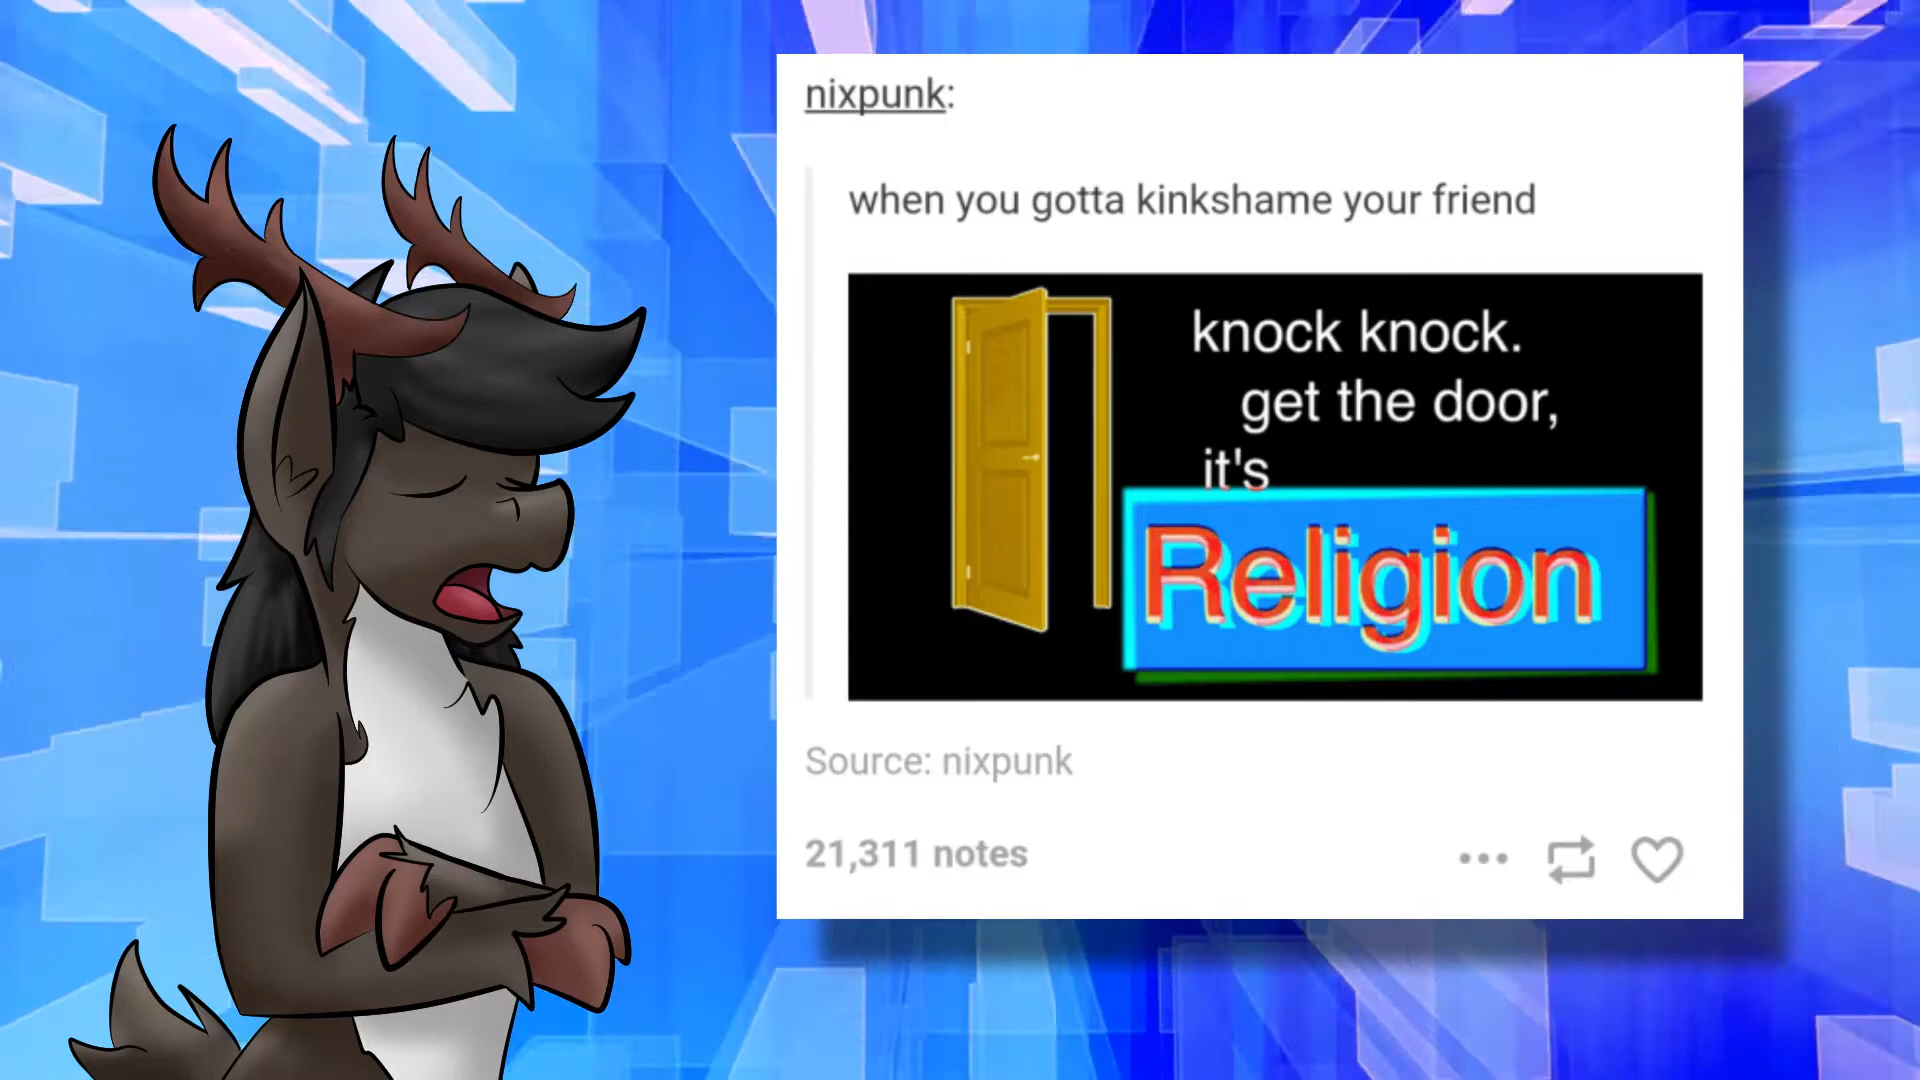 nixpunk:
when you gotta kinkshame your friend
knock knock.
get the door,
it's
Religion
Source: nixpunk
21,311 notes